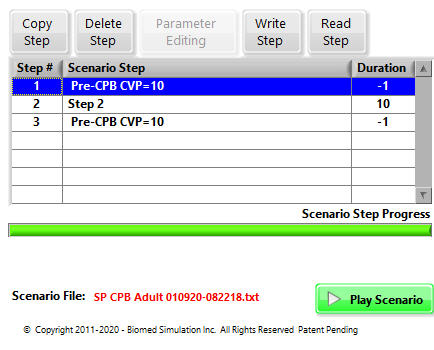 Copy Step
Delete Step
Parameter Editing
Write Step
Read Step
Step # Scenario Step Duration
1 Pre-CPB CVP=10 -1
2 Step 2 10
3 Pre-CPB CVP=10 -1
Scenario Step Progress
Scenario File: SP CPB Adult 010920-082218.txt
Play Scenario
© Copyright 2011-2020 - Biomed Simulation Inc. All Rights Reserved Patent Pending